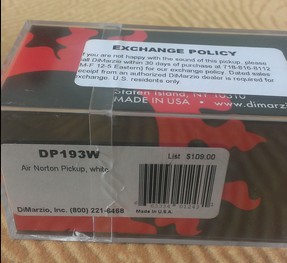 EXCHANGE POLICY
If you are not happy with the sound of this pickup, please
call DiMarzio within 30 days of purchase at 718-816-8112
(M-F 12-5 Eastern) for our exchange policy. Dated sales
receipt from an authorized DiMarzio dealer is required for
exchange. U.S. residents only
Staten Island, NY 10310
MADE IN USA • www.dimarz
DP193W
List $109.00
Air Norton Pickup, white
DiMarzio, Inc. (800) 221-6468
Made in U.S.A.